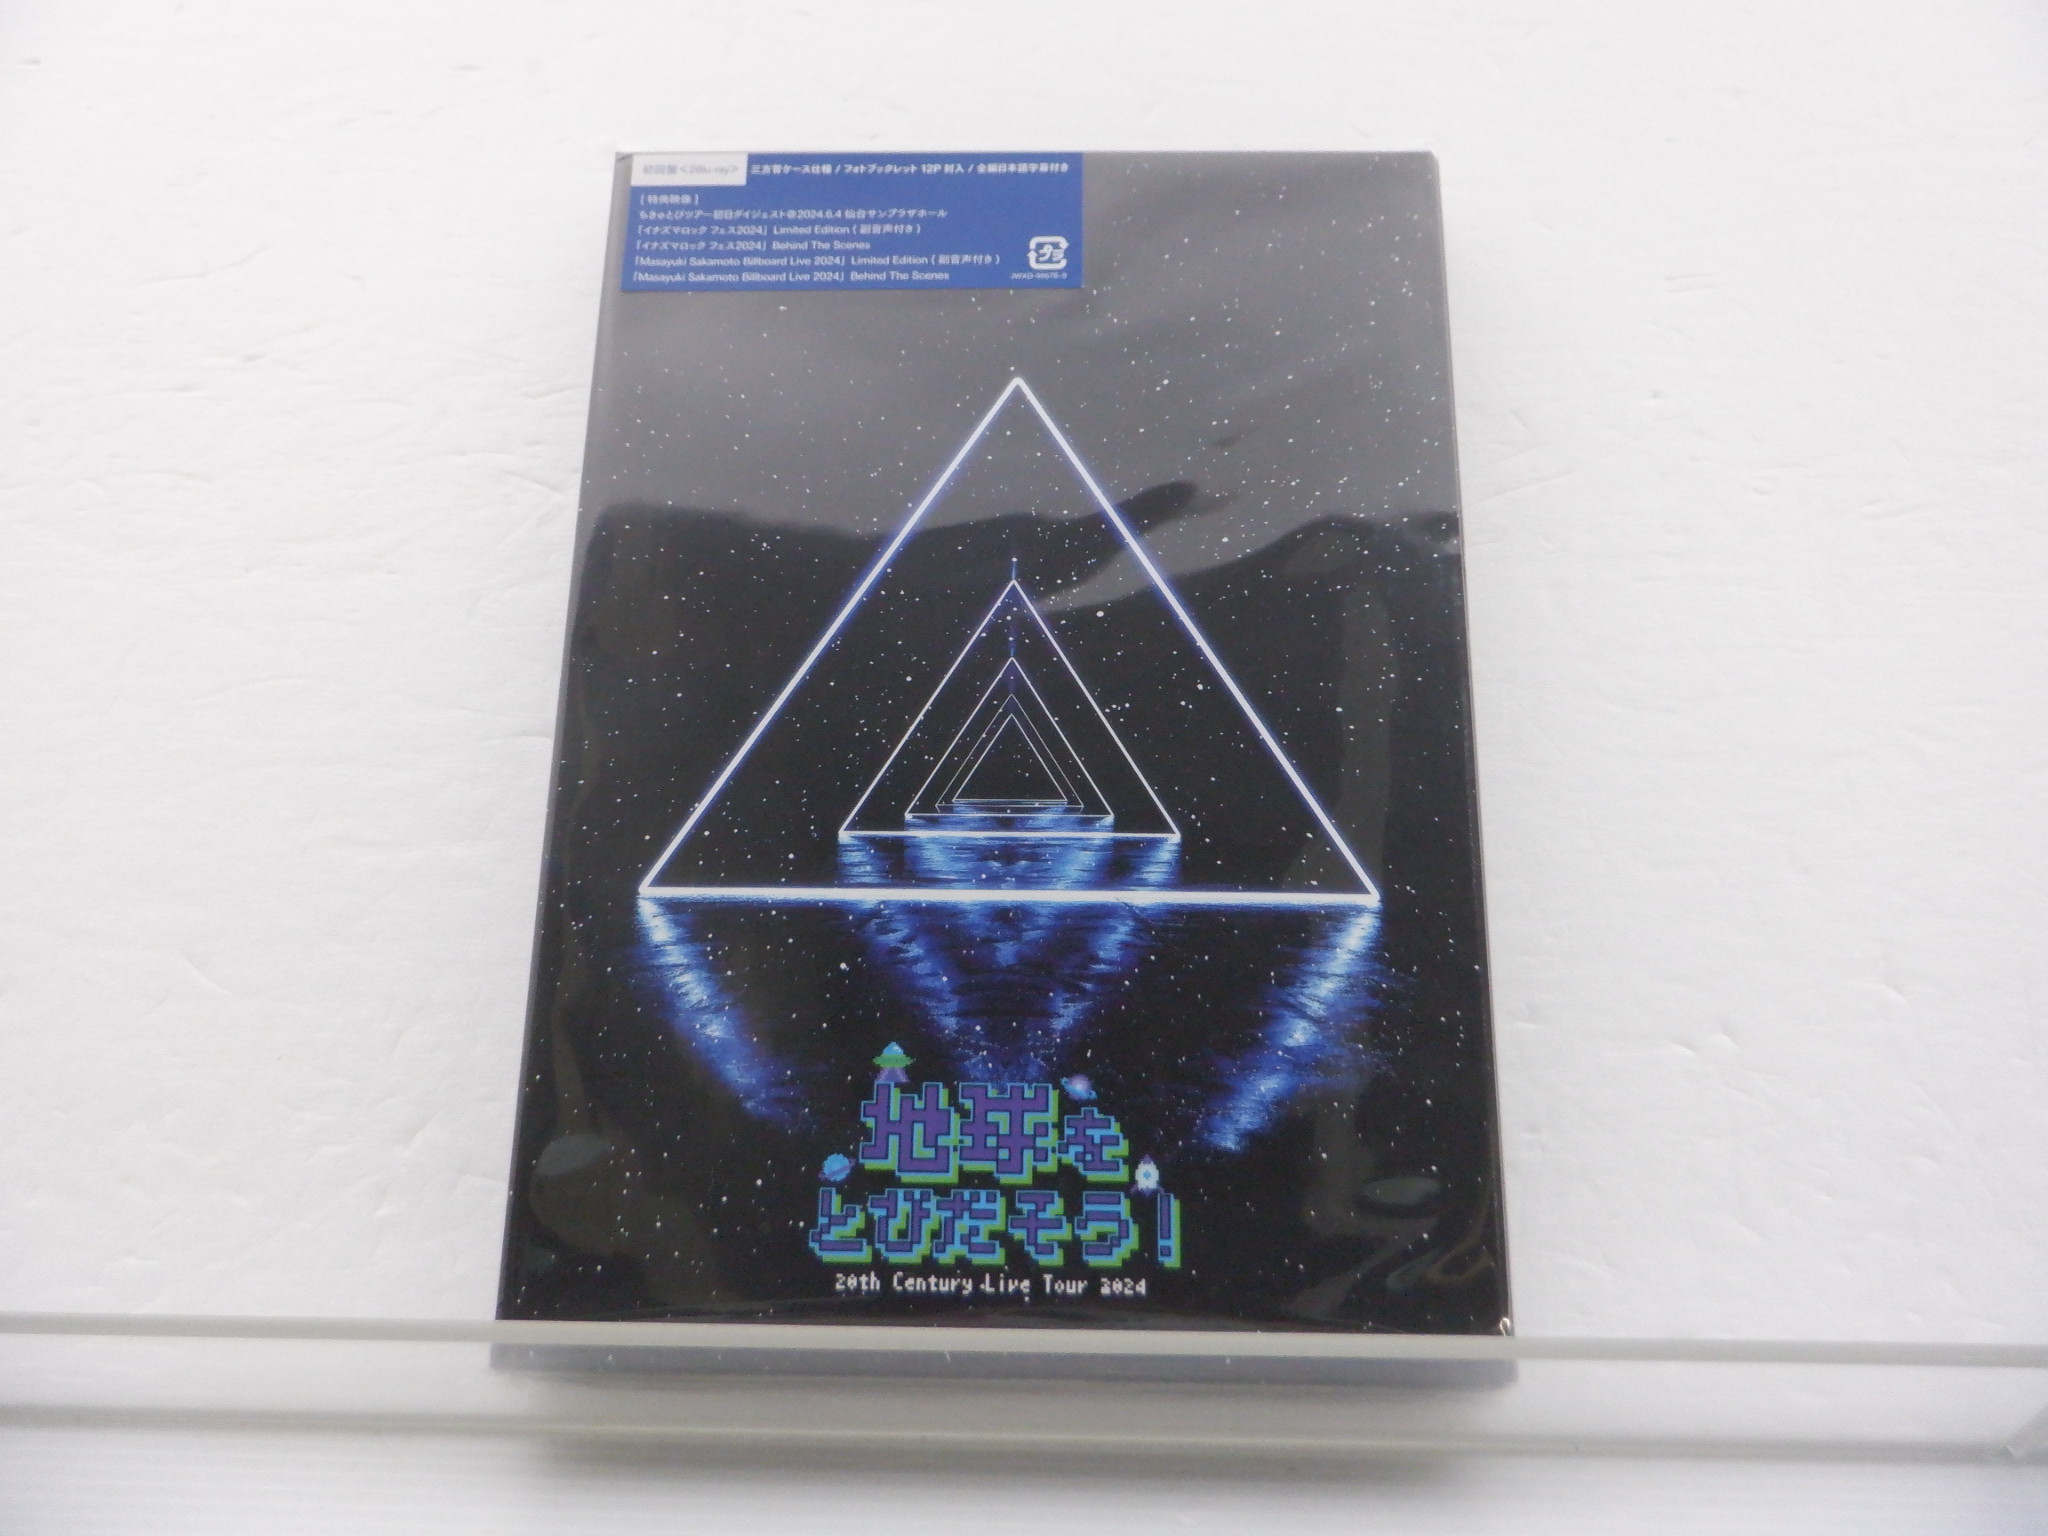 初回盤<2Blu-ray> 三方背ケース仕様 / フォトブックレット 12P 封入 / 全編日本語字幕付き
[ 特典映像 ]
ちきゅとびツアー初日ダイジェスト@2024.6.4 仙台サンプラザホール
「イナズマロック フェス2024」 Limited Edition ( 副音声付き )
「イナズマロック フェス2024」 Behind The Scenes
「Masayuki Sakamoto Billboard Live 2024」 Limited Edition ( 副音声付き )
「Masayuki Sakamoto Billboard Live 2024」 Behind The Scenes
プラ
地球を
とびだそう!
20th Century Live Tour 2024